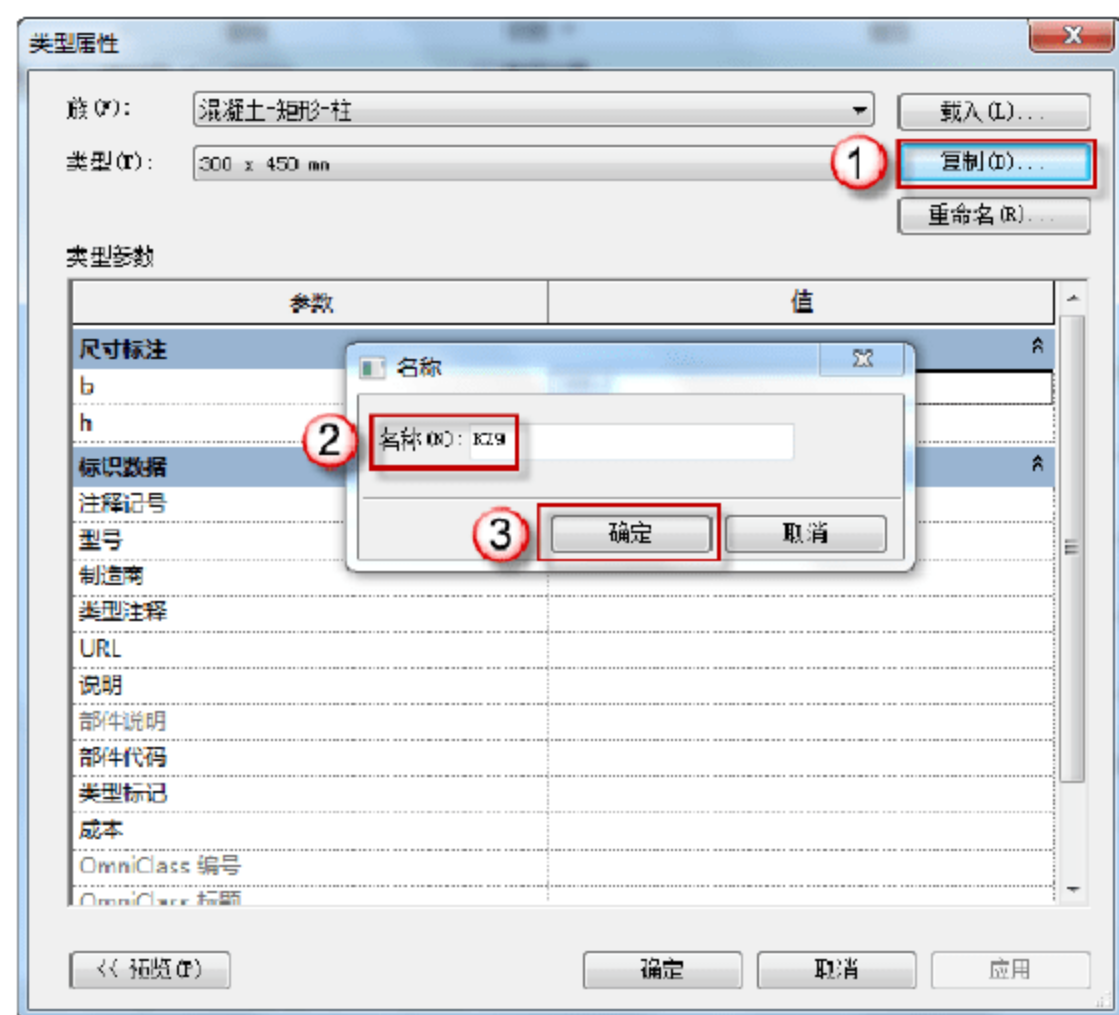 类型属性
族(F): 混凝土-矩形-柱 载入(L)...
类型(T): 300 x 450 mm 1 复制(D)...
重命名(R)...
类型参数
参数 值
尺寸标注
b
h
名称
2 名称(N): KZ9
3 确定 取消
标识数据
注释记号
型号
制造商
类型注释
URL
说明
部件说明
部件代码
类型标记
成本
OmniClass 编号
OmniClass 标题
<< 预览(P) 确定 取消 应用